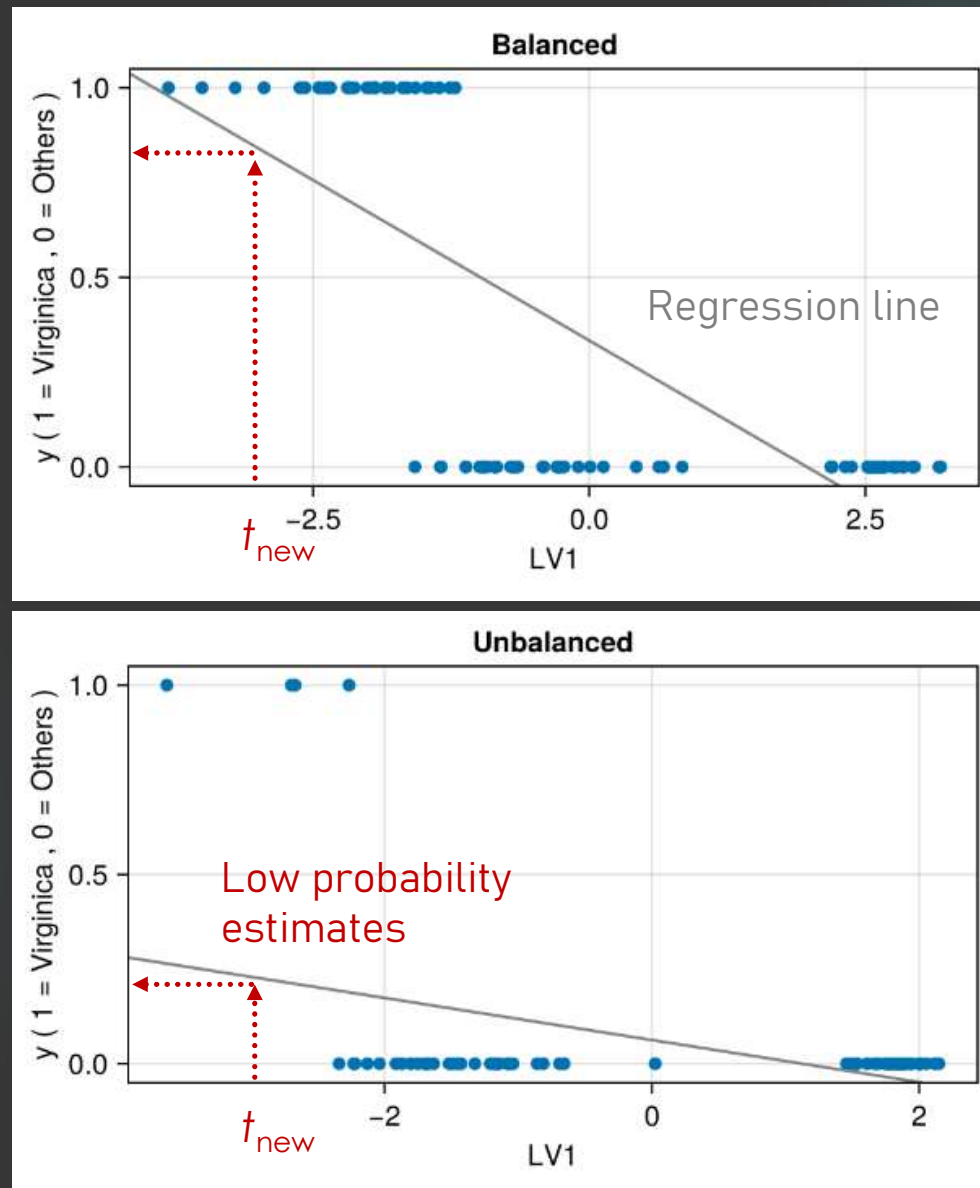 Balanced
y ( 1 = Virginica , 0 = Others )
1.0
0.5
0.0
Regression line
−2.5
0.0
2.5
tnew
LV1
Unbalanced
y ( 1 = Virginica , 0 = Others )
1.0
0.5
0.0
Low probability
estimates
−2
0
2
tnew
LV1